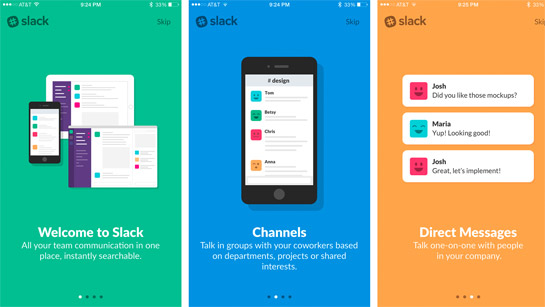 AT&T 9:24 PM 33%
slack Skip
Welcome to Slack
All your team communication in one
place, instantly searchable.
AT&T 9:24 PM 33%
slack Skip
# design
Tom
Betsy
Chris
Anna
Channels
Talk in groups with your coworkers based
on departments, projects or shared
interests.
AT&T 9:25 PM 33%
slack Skip
Josh
Did you like those mockups?
Maria
Yup! Looking good!
Josh
Great, let's implement!
Direct Messages
Talk one-on-one with people
in your company.